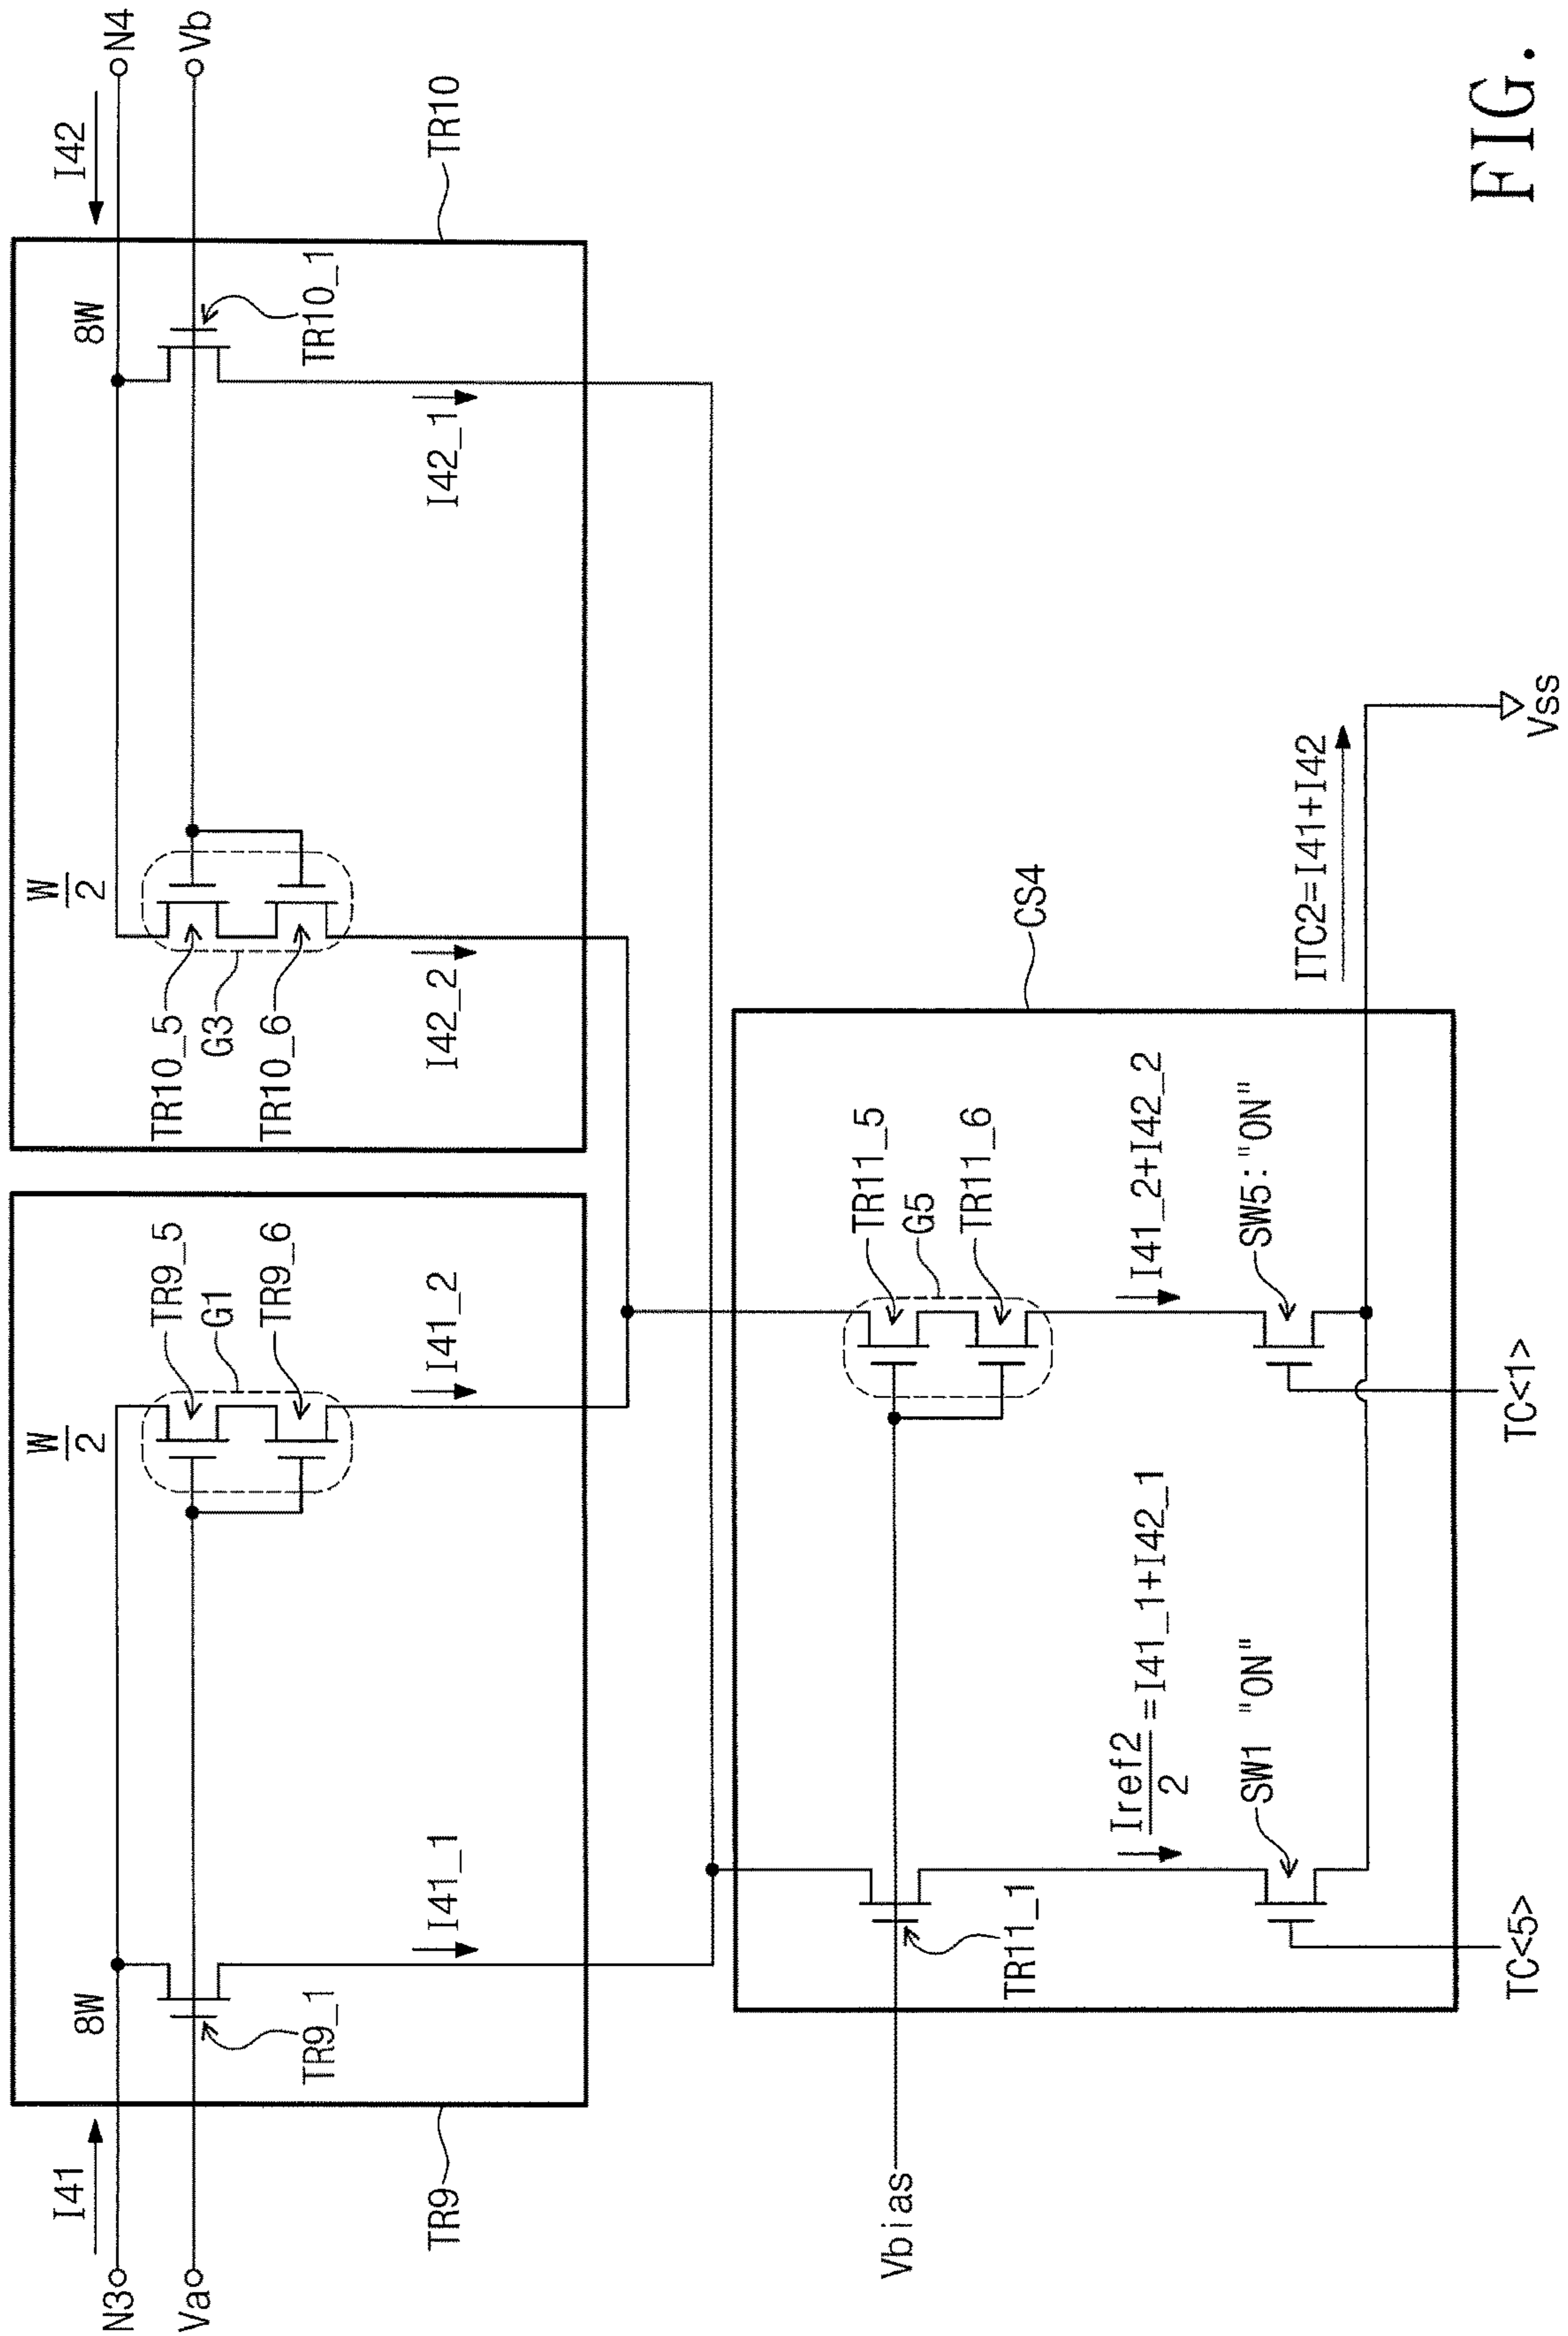 I41
I42
N3
N4
Va
Vb
8W
W
2
W
2
8W
TR9_1
TR9_5
G1
TR9_6
TR10_5
G3
TR10_6
TR10_1
I41_1
I41_2
I42_2
I42_1
TR9
TR10
Vbias
TR11_1
TR11_5
G5
TR11_6
CS4
Iref2
2
=I41_1+I42_1
I41_2+I42_2
SW1 "ON"
SW5:"ON"
ITC2=I41+I42
TC<5>
TC<1>
Vss
FIG.